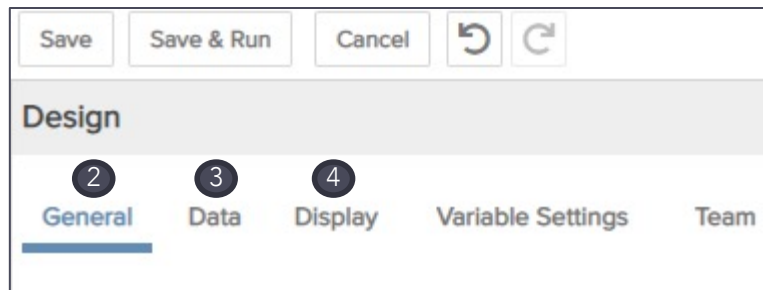 Save Save & Run Cancel
Design
2 3 4
General Data Display Variable Settings Team